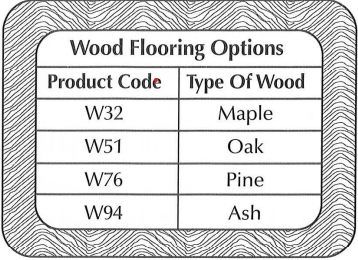 Wood Flooring Options
Product Code Type Of Wood
W32 Maple
W51 Oak
W76 Pine
W94 Ash